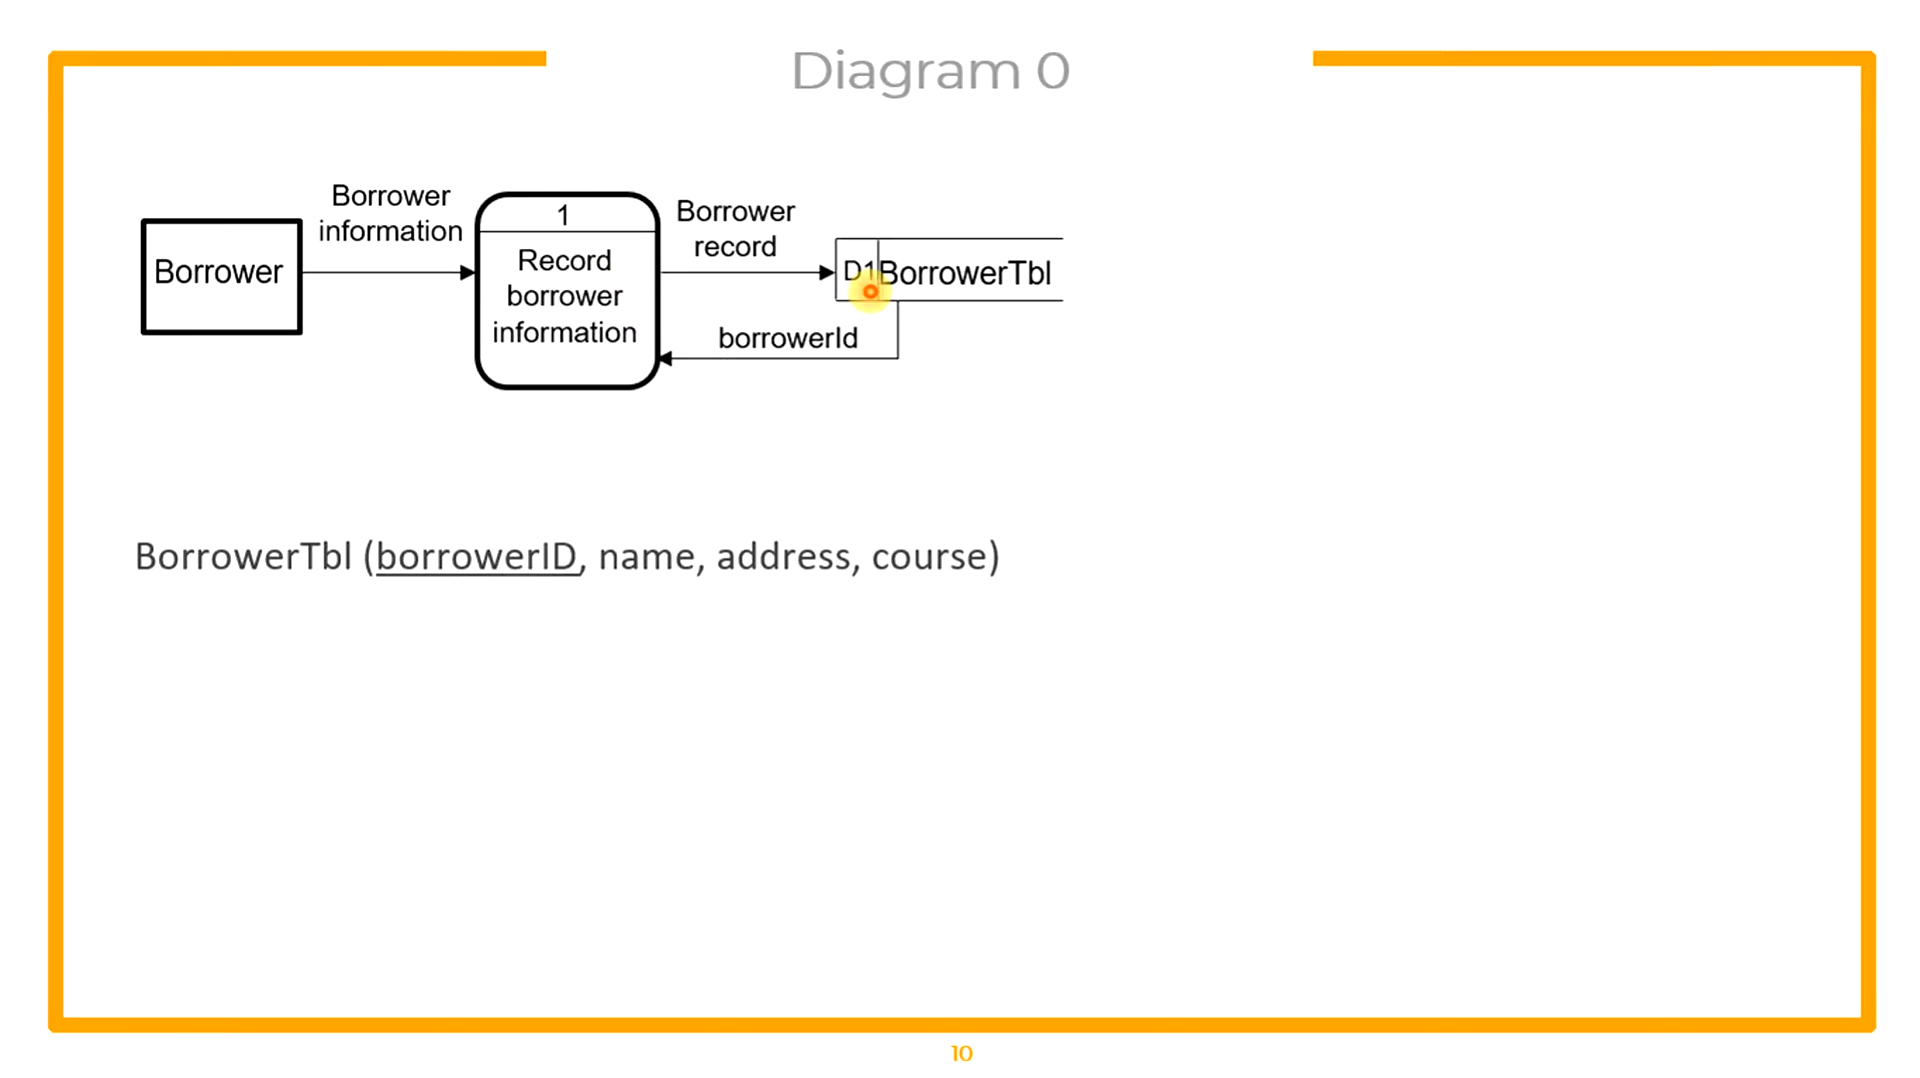 Diagram 0
Borrower
Borrower
information
1
Record
borrower
information
Borrower
record
D1
BorrowerTbl
borrowerId
BorrowerTbl (borrowerID, name, address, course)
10